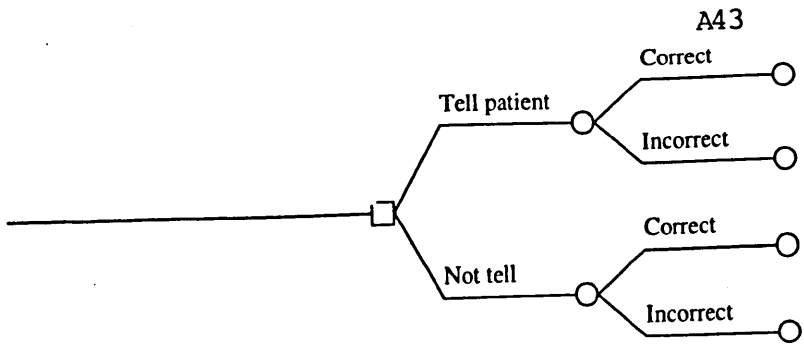 A43
Correct
Tell patient
Incorrect
Correct
Not tell
Incorrect